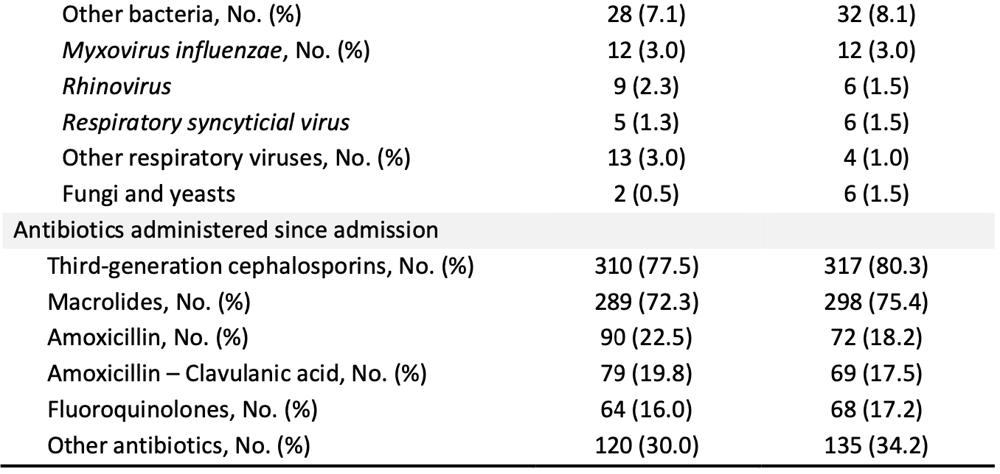 Other bacteria, No. (%) 28 (7.1) 32 (8.1)
Myxovirus influenzae, No. (%) 12 (3.0) 12 (3.0)
Rhinovirus 9 (2.3) 6 (1.5)
Respiratory syncyticial virus 5 (1.3) 6 (1.5)
Other respiratory viruses, No. (%) 13 (3.0) 4 (1.0)
Fungi and yeasts 2 (0.5) 6 (1.5)
Antibiotics administered since admission
Third-generation cephalosporins, No. (%) 310 (77.5) 317 (80.3)
Macrolides, No. (%) 289 (72.3) 298 (75.4)
Amoxicillin, No. (%) 90 (22.5) 72 (18.2)
Amoxicillin – Clavulanic acid, No. (%) 79 (19.8) 69 (17.5)
Fluoroquinolones, No. (%) 64 (16.0) 68 (17.2)
Other antibiotics, No. (%) 120 (30.0) 135 (34.2)